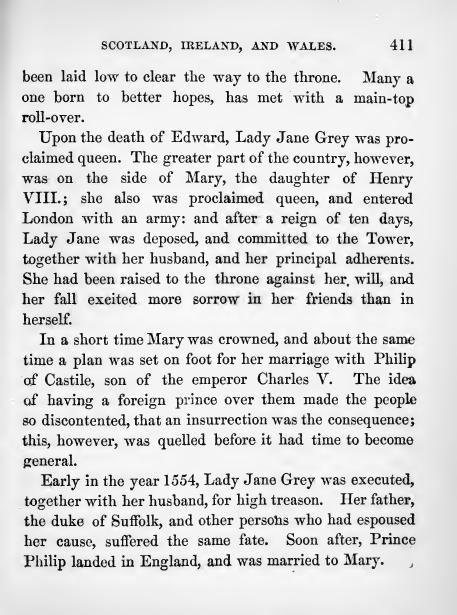 SCOTLAND, IRELAND, AND WALES. 411
been laid low to clear the way to the throne. Many a
one born to better hopes, has met with a main-top
roll-over.
Upon the death of Edward, Lady Jane Grey was pro-
claimed queen. The greater part of the country, however,
was on the side of Mary, the daughter of Henry
VIII.; she also was proclaimed queen, and entered
London with an army: and after a reign of ten days,
Lady Jane was deposed, and committed to the Tower,
together with her husband, and her principal adherents.
She had been raised to the throne against her, will, and
her fall excited more sorrow in her friends than in
herself.
In a short time Mary was crowned, and about the same
time a plan was set on foot for her marriage with Philip
of Castile, son of the emperor Charles V. The idea
of having a foreign prince over them made the people
so discontented, that an insurrection was the consequence;
this, however, was quelled before it had time to become
general.
Early in the year 1554, Lady Jane Grey was executed,
together with her husband, for high treason. Her father,
the duke of Suffolk, and other persons who had espoused
her cause, suffered the same fate. Soon after, Prince
Philip landed in England, and was married to Mary.